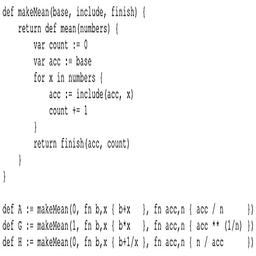 def makeMean(base, include, finish) {
    return def mean(numbers) {
        var count := 0
        var acc := base
        for x in numbers {
            acc := include(acc, x)
            count += 1
        }
        return finish(acc, count)
    }
}
def A := makeMean(0, fn b,x { b+x   }, fn acc,n { acc / n      })
def G := makeMean(1, fn b,x { b*x   }, fn acc,n { acc ** (1/n) })
def H := makeMean(0, fn b,x { b+1/x }, fn acc,n { n / acc      })